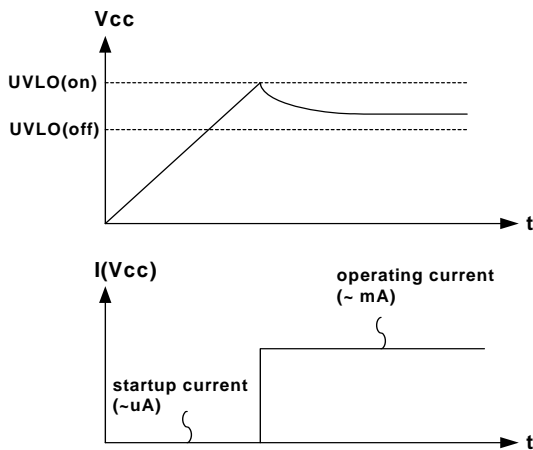 Vcc
UVLO(on)
UVLO(off)
t
I(Vcc)
operating current
(~ mA)
startup current
(~uA)
t